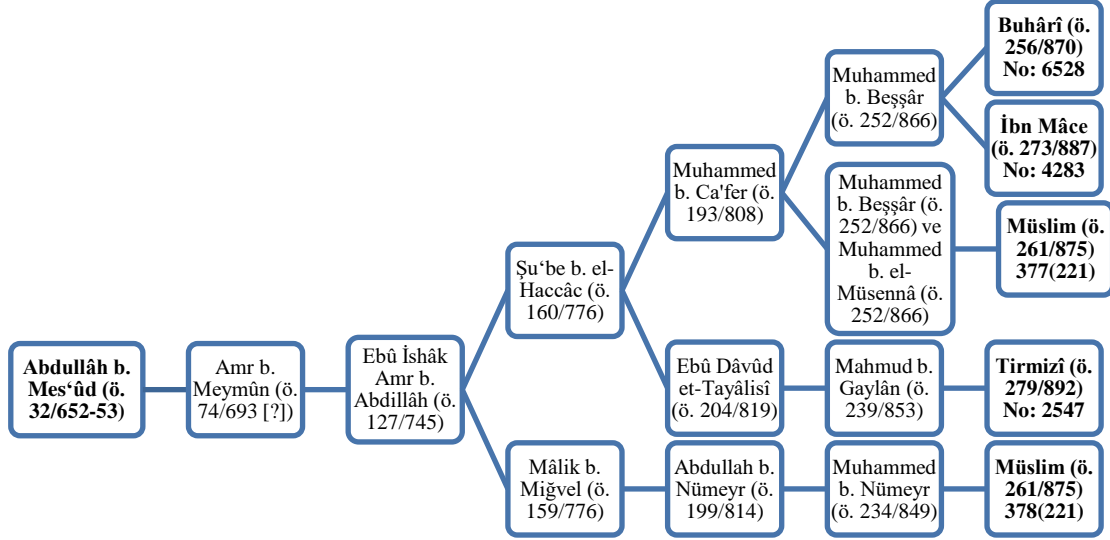 Abdullâh b.
Mes‘ûd (ö.
32/652-53)
Amr b.
Meymûn (ö.
74/693 [?])
Ebû İshâk
Amr b.
Abdillâh (ö.
127/745)
Şu‘be b. el-
Haccâc (ö.
160/776)
Muhammed
b. Ca'fer (ö.
193/808)
Muhammed
b. Beşşâr
(ö. 252/866)
Buhârî (ö.
256/870)
No: 6528
İbn Mâce
(ö. 273/887)
No: 4283
Muhammed
b. Beşşâr (ö.
252/866) ve
Muhammed
b. el-
Müsennâ (ö.
252/866)
Müslim (ö.
261/875)
377(221)
Ebû Dâvûd
et-Tayâlisî
(ö. 204/819)
Mahmud b.
Gaylân (ö.
239/853)
Tirmizî (ö.
279/892)
No: 2547
Mâlik b.
Miğvel (ö.
159/776)
Abdullah b.
Nümeyr (ö.
199/814)
Muhammed
b. Nümeyr
(ö. 234/849)
Müslim (ö.
261/875)
378(221)